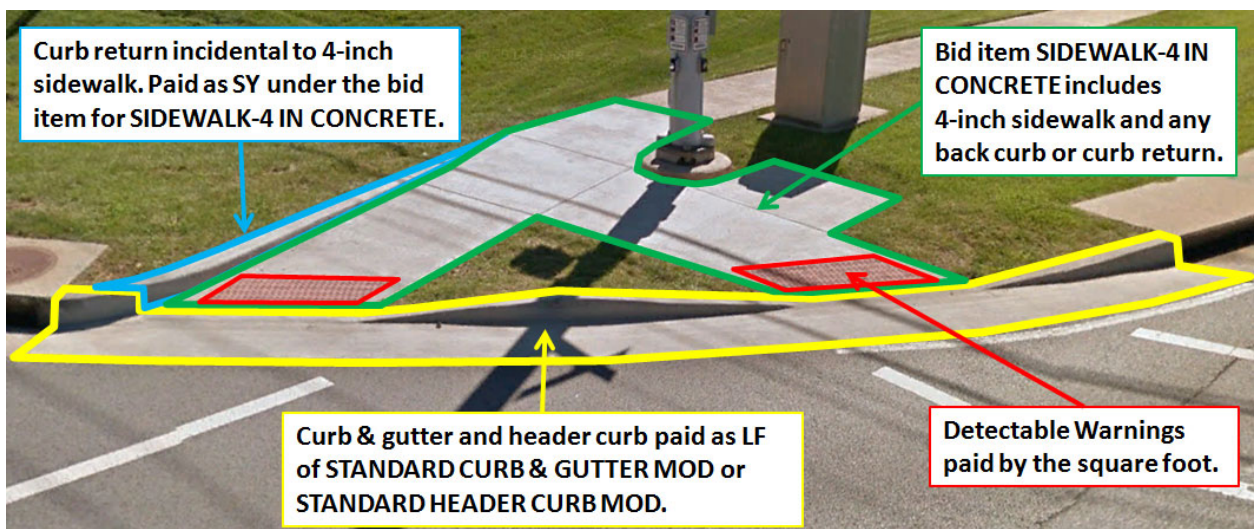 Curb return incidental to 4-inch
sidewalk. Paid as SY under the bid
item for SIDEWALK-4 IN CONCRETE.
Bid item SIDEWALK-4 IN
CONCRETE includes
4-inch sidewalk and any
back curb or curb return.
Curb & gutter and header curb paid as LF
of STANDARD CURB & GUTTER MOD or
STANDARD HEADER CURB MOD.
Detectable Warnings
paid by the square foot.